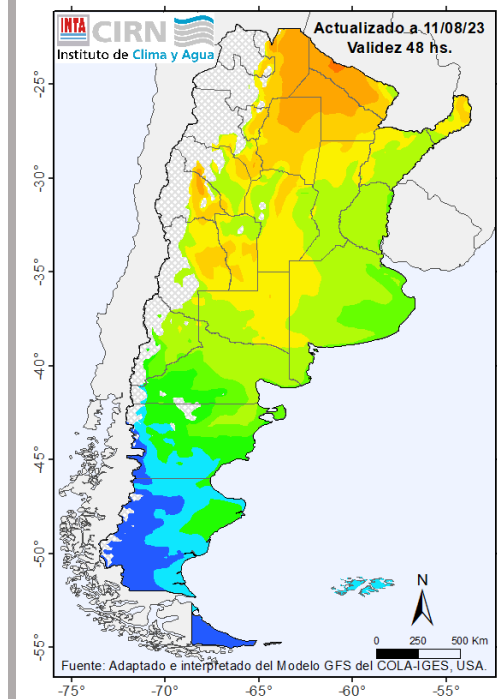 INTA CIRN
Instituto de Clima y Agua
Actualizado a 11/08/23
Validez 48 hs.
-25°
-30°
-35°
-40°
-45°
-50°
-55°
N
0 250 500 Km
Fuente: Adaptado e interpretado del Modelo GFS del COLA-IGES, USA.
-75° -70° -65° -60° -55°